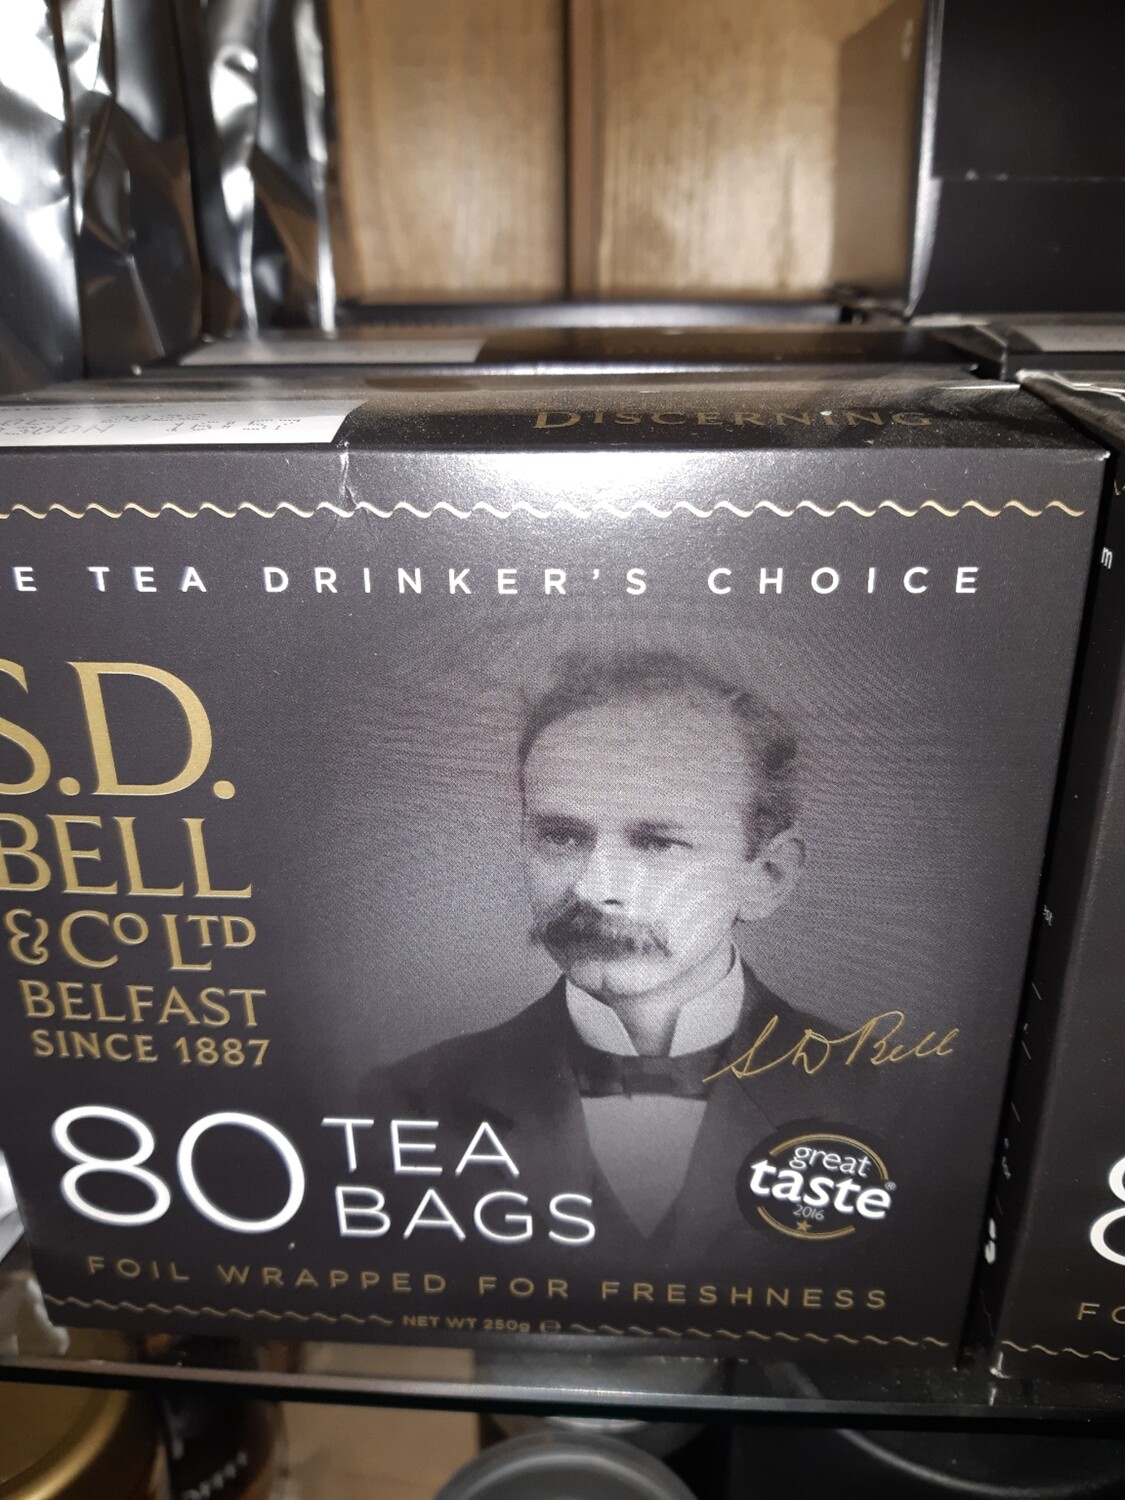 DISCERNING
E TEA DRINKER'S CHOICE
S.D.
BELL
& Co LTD
BELFAST
SINCE 1887
S D Bell
80 TEA
BAGS
great
taste®
2016
FOIL WRAPPED FOR FRESHNESS
NET WT 250g ℮